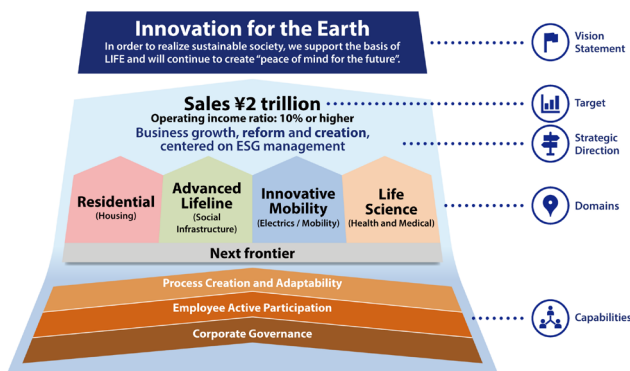 Innovation for the Earth
In order to realize sustainable society, we support the basis of
LIFE and will continue to create “peace of mind for the future”.
Vision
Statement
Sales ¥2 trillion
Target
Operating income ratio: 10% or higher
Business growth, reform and creation,
centered on ESG management
Strategic
Direction
Residential
(Housing)
Advanced
Lifeline
(Social
Infrastructure)
Innovative
Mobility
(Electrics / Mobility)
Life
Science
(Health and Medical)
Domains
Next frontier
Process Creation and Adaptability
Employee Active Participation
Corporate Governance
Capabilities